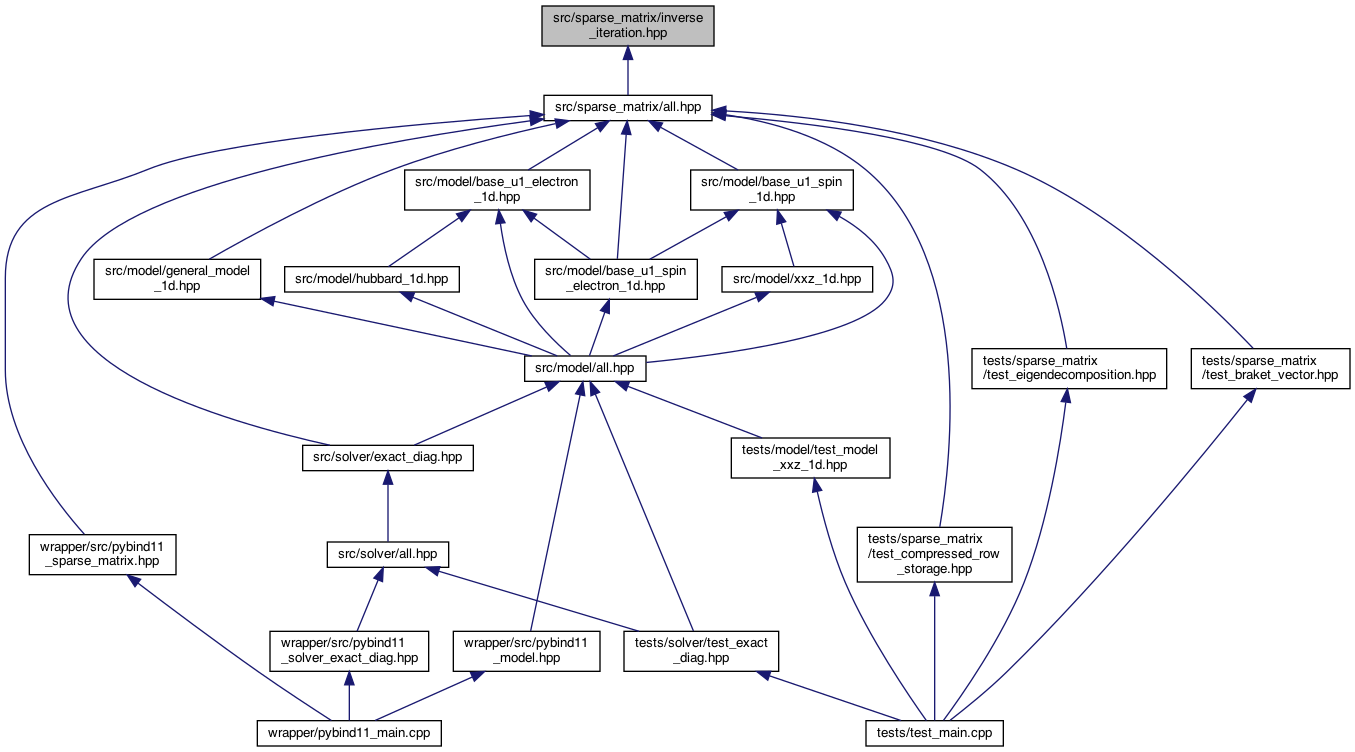 src/sparse_matrix/inverse
_iteration.hpp
src/sparse_matrix/all.hpp
src/model/base_u1_electron
_1d.hpp
src/model/base_u1_spin
_1d.hpp
src/model/general_model
_1d.hpp
src/model/hubbard_1d.hpp
src/model/base_u1_spin
_electron_1d.hpp
src/model/xxz_1d.hpp
src/model/all.hpp
tests/sparse_matrix
/test_eigendecomposition.hpp
tests/sparse_matrix
/test_braket_vector.hpp
src/solver/exact_diag.hpp
tests/model/test_model
_xxz_1d.hpp
wrapper/src/pybind11
_sparse_matrix.hpp
src/solver/all.hpp
tests/sparse_matrix
/test_compressed_row
_storage.hpp
wrapper/src/pybind11
_solver_exact_diag.hpp
wrapper/src/pybind11
_model.hpp
tests/solver/test_exact
_diag.hpp
wrapper/pybind11_main.cpp
tests/test_main.cpp